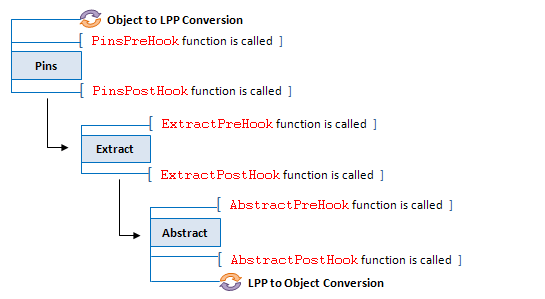 Object to LPP Conversion
[ PinsPreHook function is called ]
Pins
[ PinsPostHook function is called ]
[ ExtractPreHook function is called ]
Extract
[ ExtractPostHook function is called ]
[ AbstractPreHook function is called ]
Abstract
[ AbstractPostHook function is called ]
LPP to Object Conversion